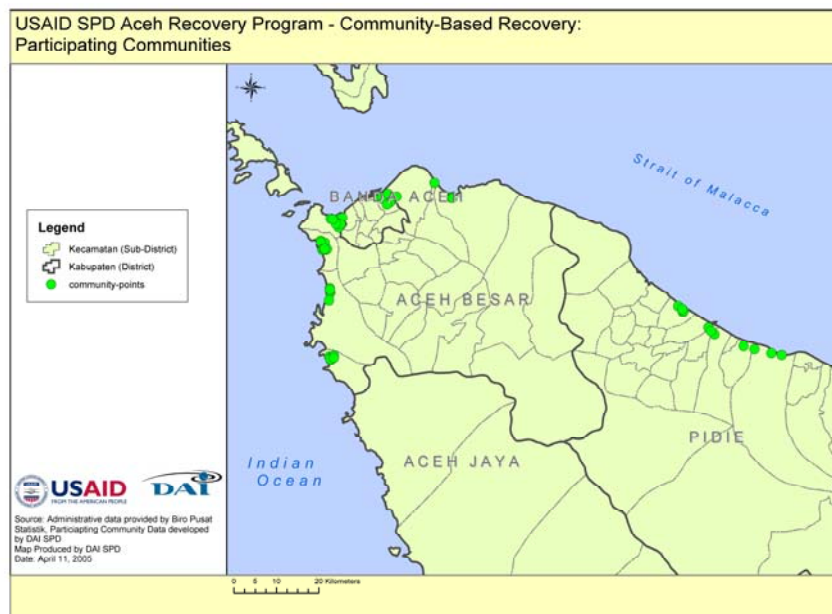 USAID SPD Aceh Recovery Program - Community-Based Recovery:
Participating Communities
Strait of Malacca
BANDA ACEH
Legend
Kecamatan (Sub-District)
Kabupaten (District)
community-points
ACEH BESAR
PIDIE
ACEH JAYA
Indian
Ocean
USAID
FROM THE AMERICAN PEOPLE
DAI
Source: Administrative data provided by Biro Pusat
Statistik, Particiapting Community Data developed
by DAI SPD
Map Produced by DAI SPD
Date: April 11, 2005
0 5 10 20 Kilometers